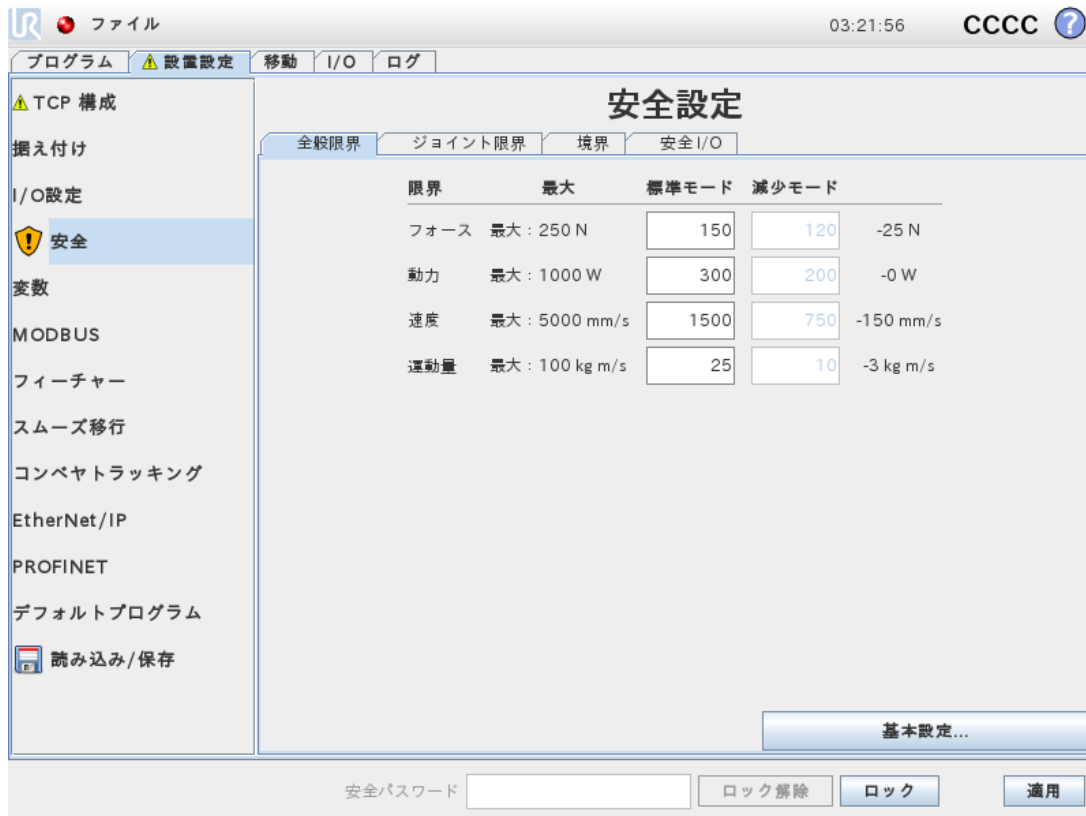 UR ファイル 03:21:56 CCCC ?
プログラム 設置設定 移動 I/O ログ
TCP 構成
据え付け
I/O設定
安全
変数
MODBUS
フィーチャー
スムーズ移行
コンベヤトラッキング
EtherNet/IP
PROFINET
デフォルトプログラム
読み込み/保存
安全設定
全般限界 ジョイント限界 境界 安全I/O
限界 最大 標準モード 減少モード
フォース 最大：250 N 150 120 -25 N
動力 最大：1000 W 300 200 -0 W
速度 最大：5000 mm/s 1500 750 -150 mm/s
運動量 最大：100 kg m/s 25 10 -3 kg m/s
基本設定...
安全パスワード ロック解除 ロック 適用